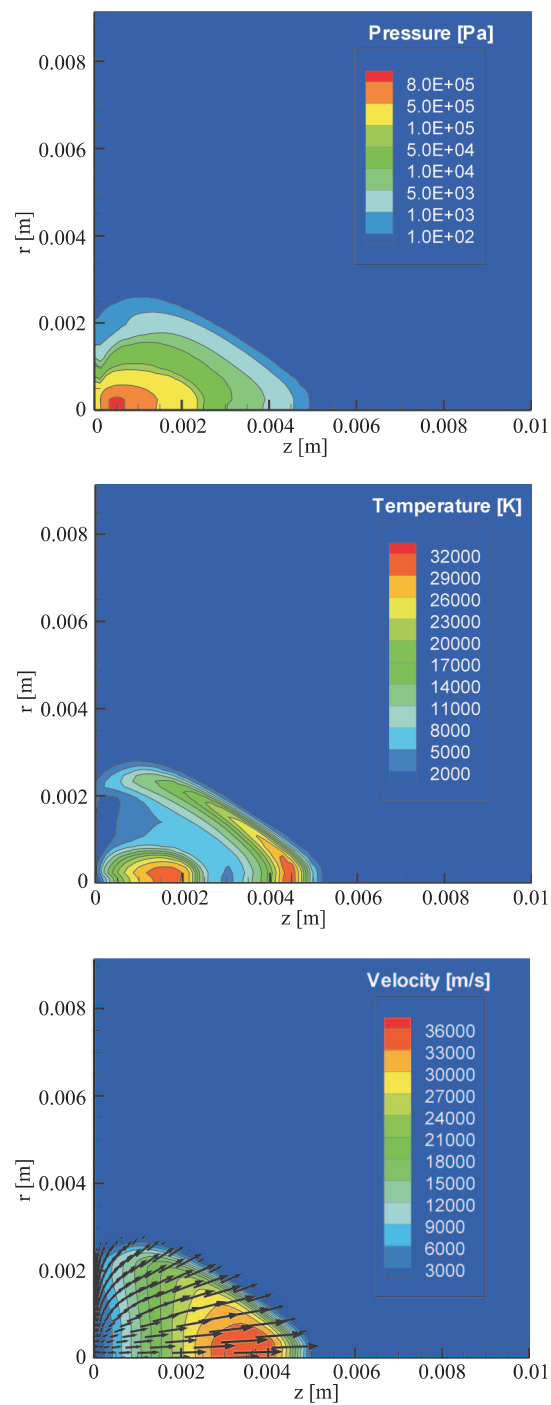 Pressure [Pa]
8.0E+05
5.0E+05
1.0E+05
5.0E+04
1.0E+04
5.0E+03
1.0E+03
1.0E+02
r [m]
0.008
0.006
0.004
0.002
0
0 0.002 0.004 0.006 0.008 0.01
z [m]
Temperature [K]
32000
29000
26000
23000
20000
17000
14000
11000
8000
5000
2000
r [m]
0.008
0.006
0.004
0.002
0
0 0.002 0.004 0.006 0.008 0.01
z [m]
Velocity [m/s]
36000
33000
30000
27000
24000
21000
18000
15000
12000
9000
6000
3000
r [m]
0.008
0.006
0.004
0.002
0
0 0.002 0.004 0.006 0.008 0.01
z [m]